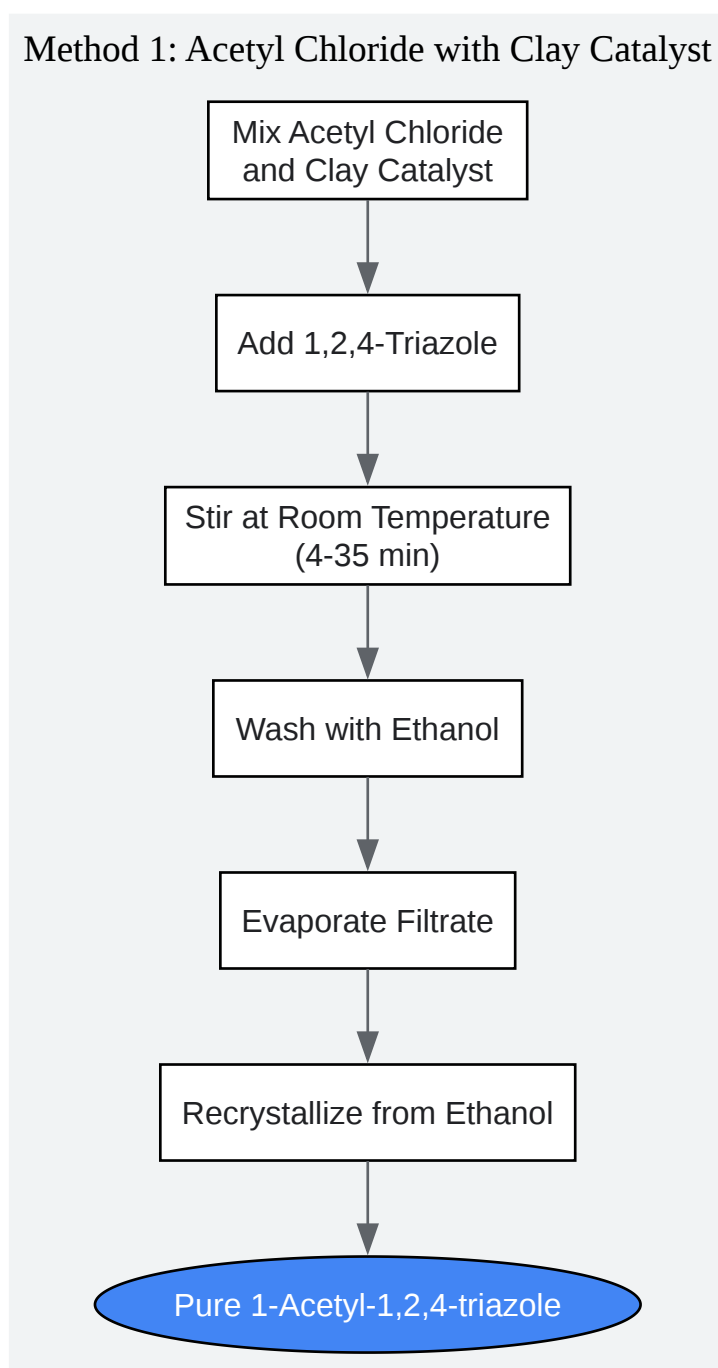 Method 1: Acetyl Chloride with Clay Catalyst
Mix Acetyl Chloride
and Clay Catalyst
Add 1,2,4-Triazole
Stir at Room Temperature
(4-35 min)
Wash with Ethanol
Evaporate Filtrate
Recrystallize from Ethanol
Pure 1-Acetyl-1,2,4-triazole